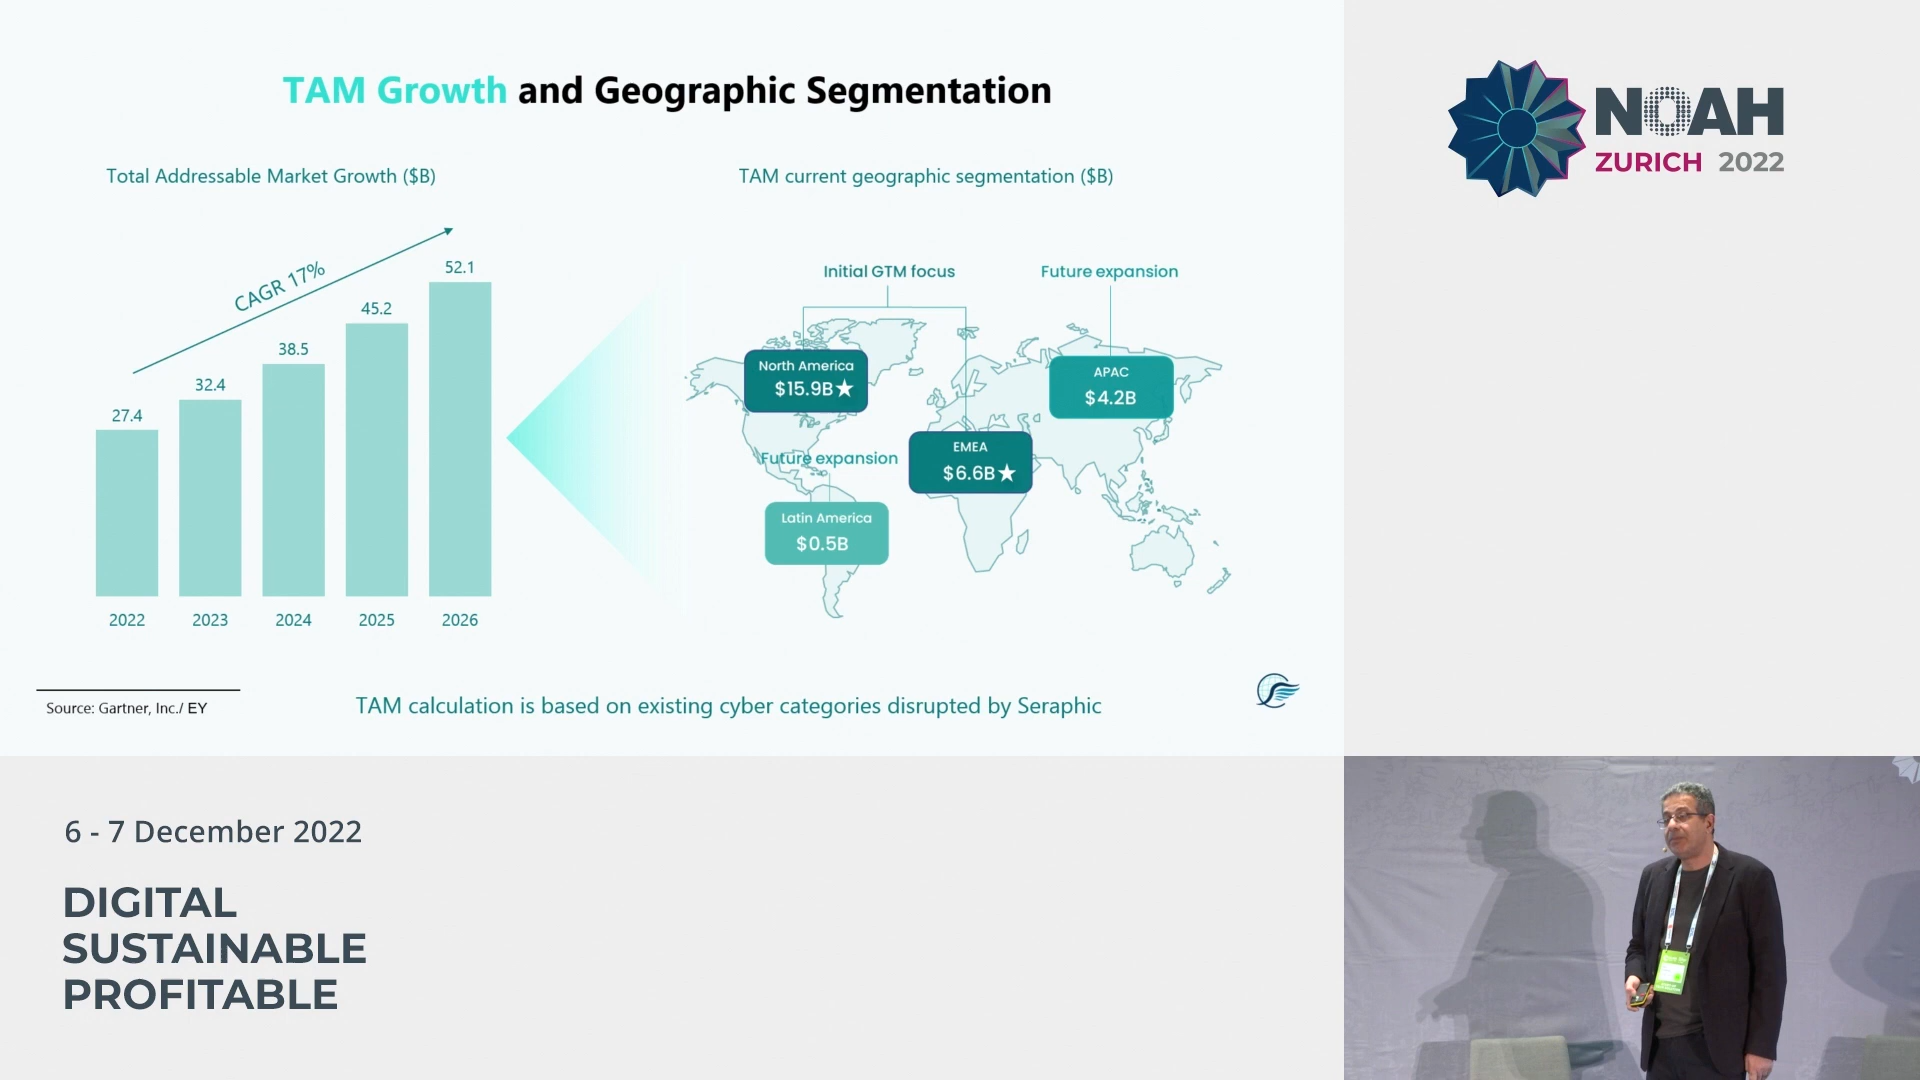 TAM Growth and Geographic Segmentation
Total Addressable Market Growth ($B)
CAGR 17%
27.4
32.4
38.5
45.2
52.1
2022
2023
2024
2025
2026
TAM current geographic segmentation ($B)
Initial GTM focus
Future expansion
North America
$15.9B★
APAC
$4.2B
EMEA
$6.6B★
Future expansion
Latin America
$0.5B
Source: Gartner, Inc./ EY
TAM calculation is based on existing cyber categories disrupted by Seraphic
NOAH
ZURICH 2022
6 - 7 December 2022
DIGITAL
SUSTAINABLE
PROFITABLE